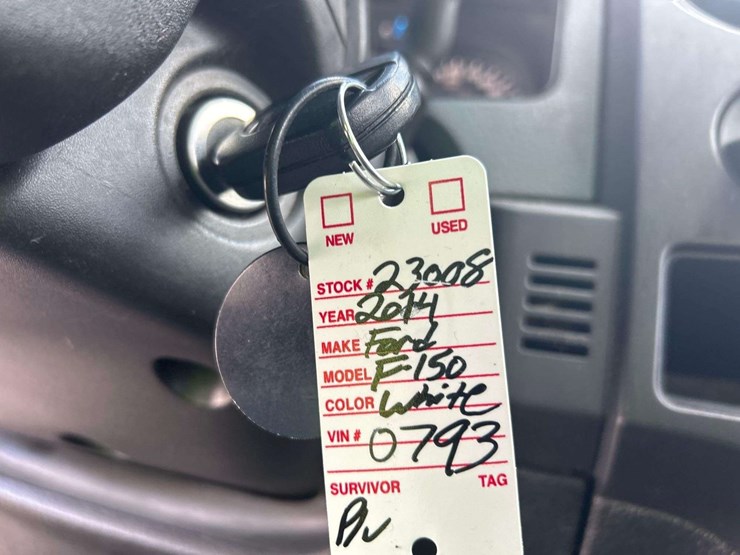 NEW USED
STOCK # 23008
YEAR 2014
MAKE Ford
MODEL F-150
COLOR White
VIN # 0793
SURVIVOR TAG